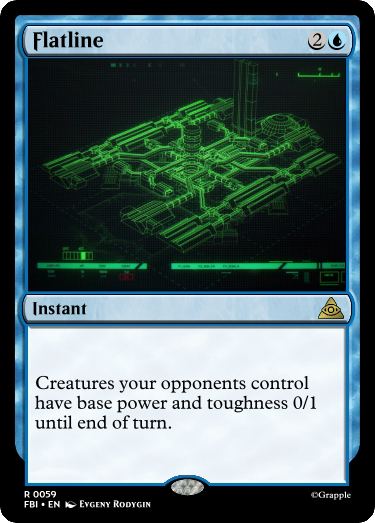 Flatline 2
Instant
Creatures your opponents control
have base power and toughness 0/1
until end of turn.
R 0059
FBI • EN Evgeny Rodygin
©Grapple